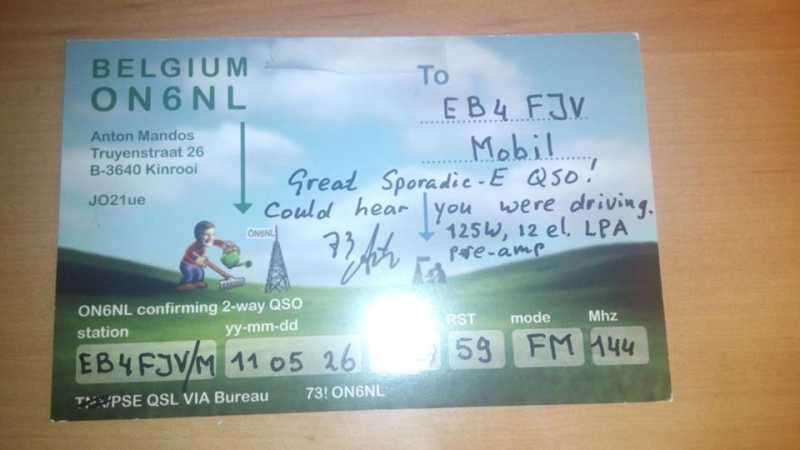 BELGIUM
ON6NL
Anton Mandos
Truyenstraat 26
B-3640 Kinrooi
JO21ue
To
EB4FJV
Mobil
Great Sporadic-E QSO!
Could hear you were driving.
125W, 12 el. LPA
pre-amp
73
ON6NL
ON6NL confirming 2-way QSO
station yy-mm-dd RST mode Mhz
EB4FJV/M 11 05 26 59 FM 144
/PSE QSL VIA Bureau 73! ON6NL